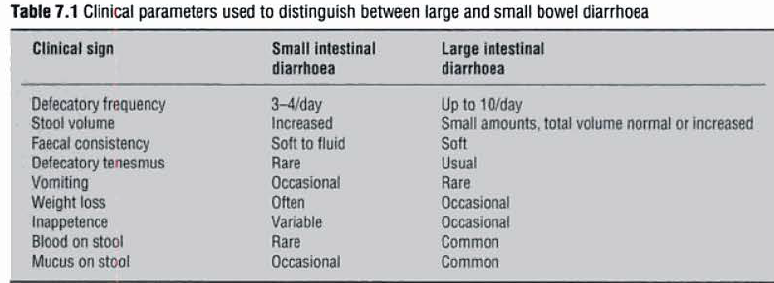 Table 7.1 Clinical parameters used to distinguish between large and small bowel diarrhoea
Clinical sign Small intestinal diarrhoea Large intestinal diarrhoea
Defecatory frequency 3–4/day Up to 10/day
Stool volume Increased Small amounts, total volume normal or increased
Faecal consistency Soft to fluid Soft
Defecatory tenesmus Rare Usual
Vomiting Occasional Rare
Weight loss Often Occasional
Inappetence Variable Occasional
Blood on stool Rare Common
Mucus on stool Occasional Common